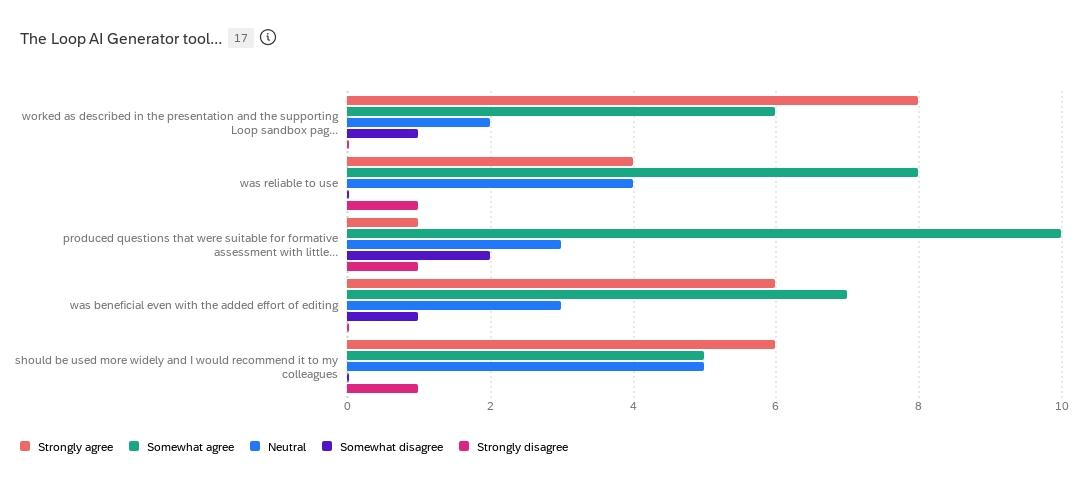 The Loop AI Generator tool... 17
worked as described in the presentation and the supporting
Loop sandbox pag...
was reliable to use
produced questions that were suitable for formative
assessment with little...
was beneficial even with the added effort of editing
should be used more widely and I would recommend it to my
colleagues
0 2 4 6 8 10
Strongly agree Somewhat agree Neutral Somewhat disagree Strongly disagree